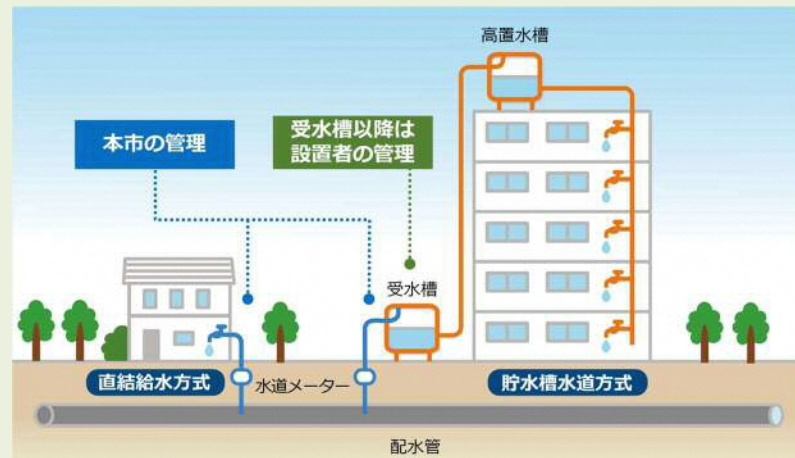 高置水槽
本市の管理
受水槽以降は
設置者の管理
受水槽
直結給水方式
水道メーター
貯水槽水道方式
配水管